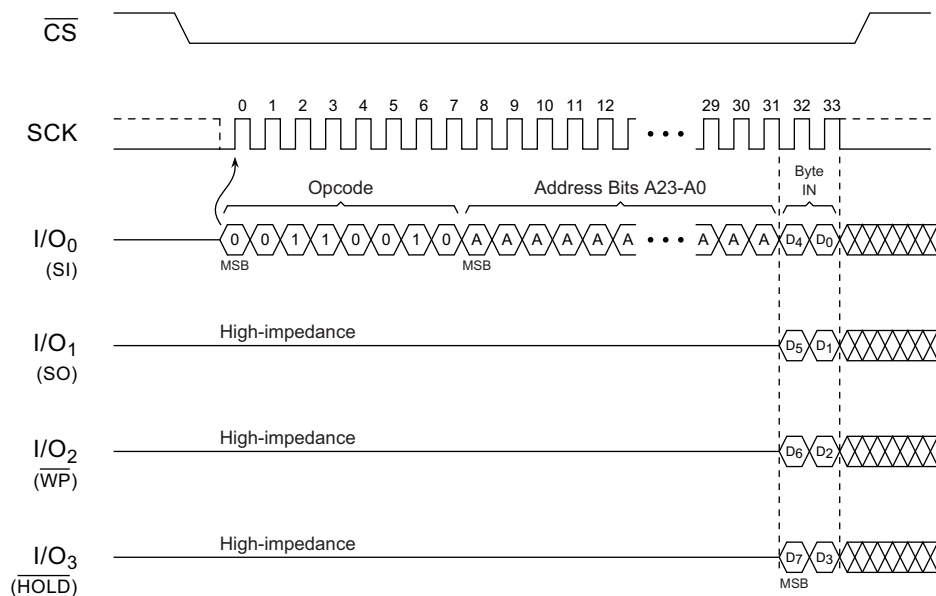 CS
0 1 2 3 4 5 6 7 8 9 10 11 12 29 30 31 32 33
SCK
Opcode Address Bits A23-A0 Byte
IN
I/O0 0 0 1 1 0 0 1 0 A A A A A A A A A D4 D0
(SI) MSB MSB
I/O1 High-impedance D5 D1
(SO)
I/O2 High-impedance D6 D2
(WP)
I/O3 High-impedance D7 D3
(HOLD) MSB